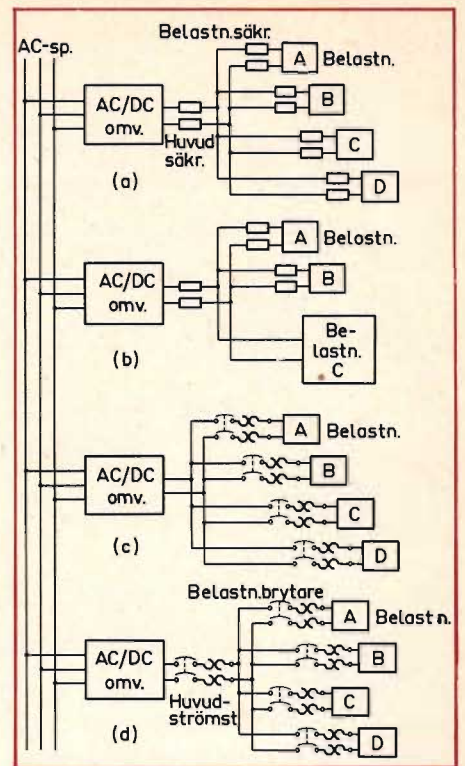 AC-sp.
Belastn.säkr.
A Belastn.
AC/DC
omv.
B
Huvud
säkr.
C
(a)
D
A Belastn.
AC/DC
omv.
B
(b)
Be-
lastn.
C
A Belastn.
AC/DC
omv.
B
(c)
C
D
Belastn.brytare
A Belastn.
AC/DC
omv.
B
Huvud-
strömst
C
(d)
D